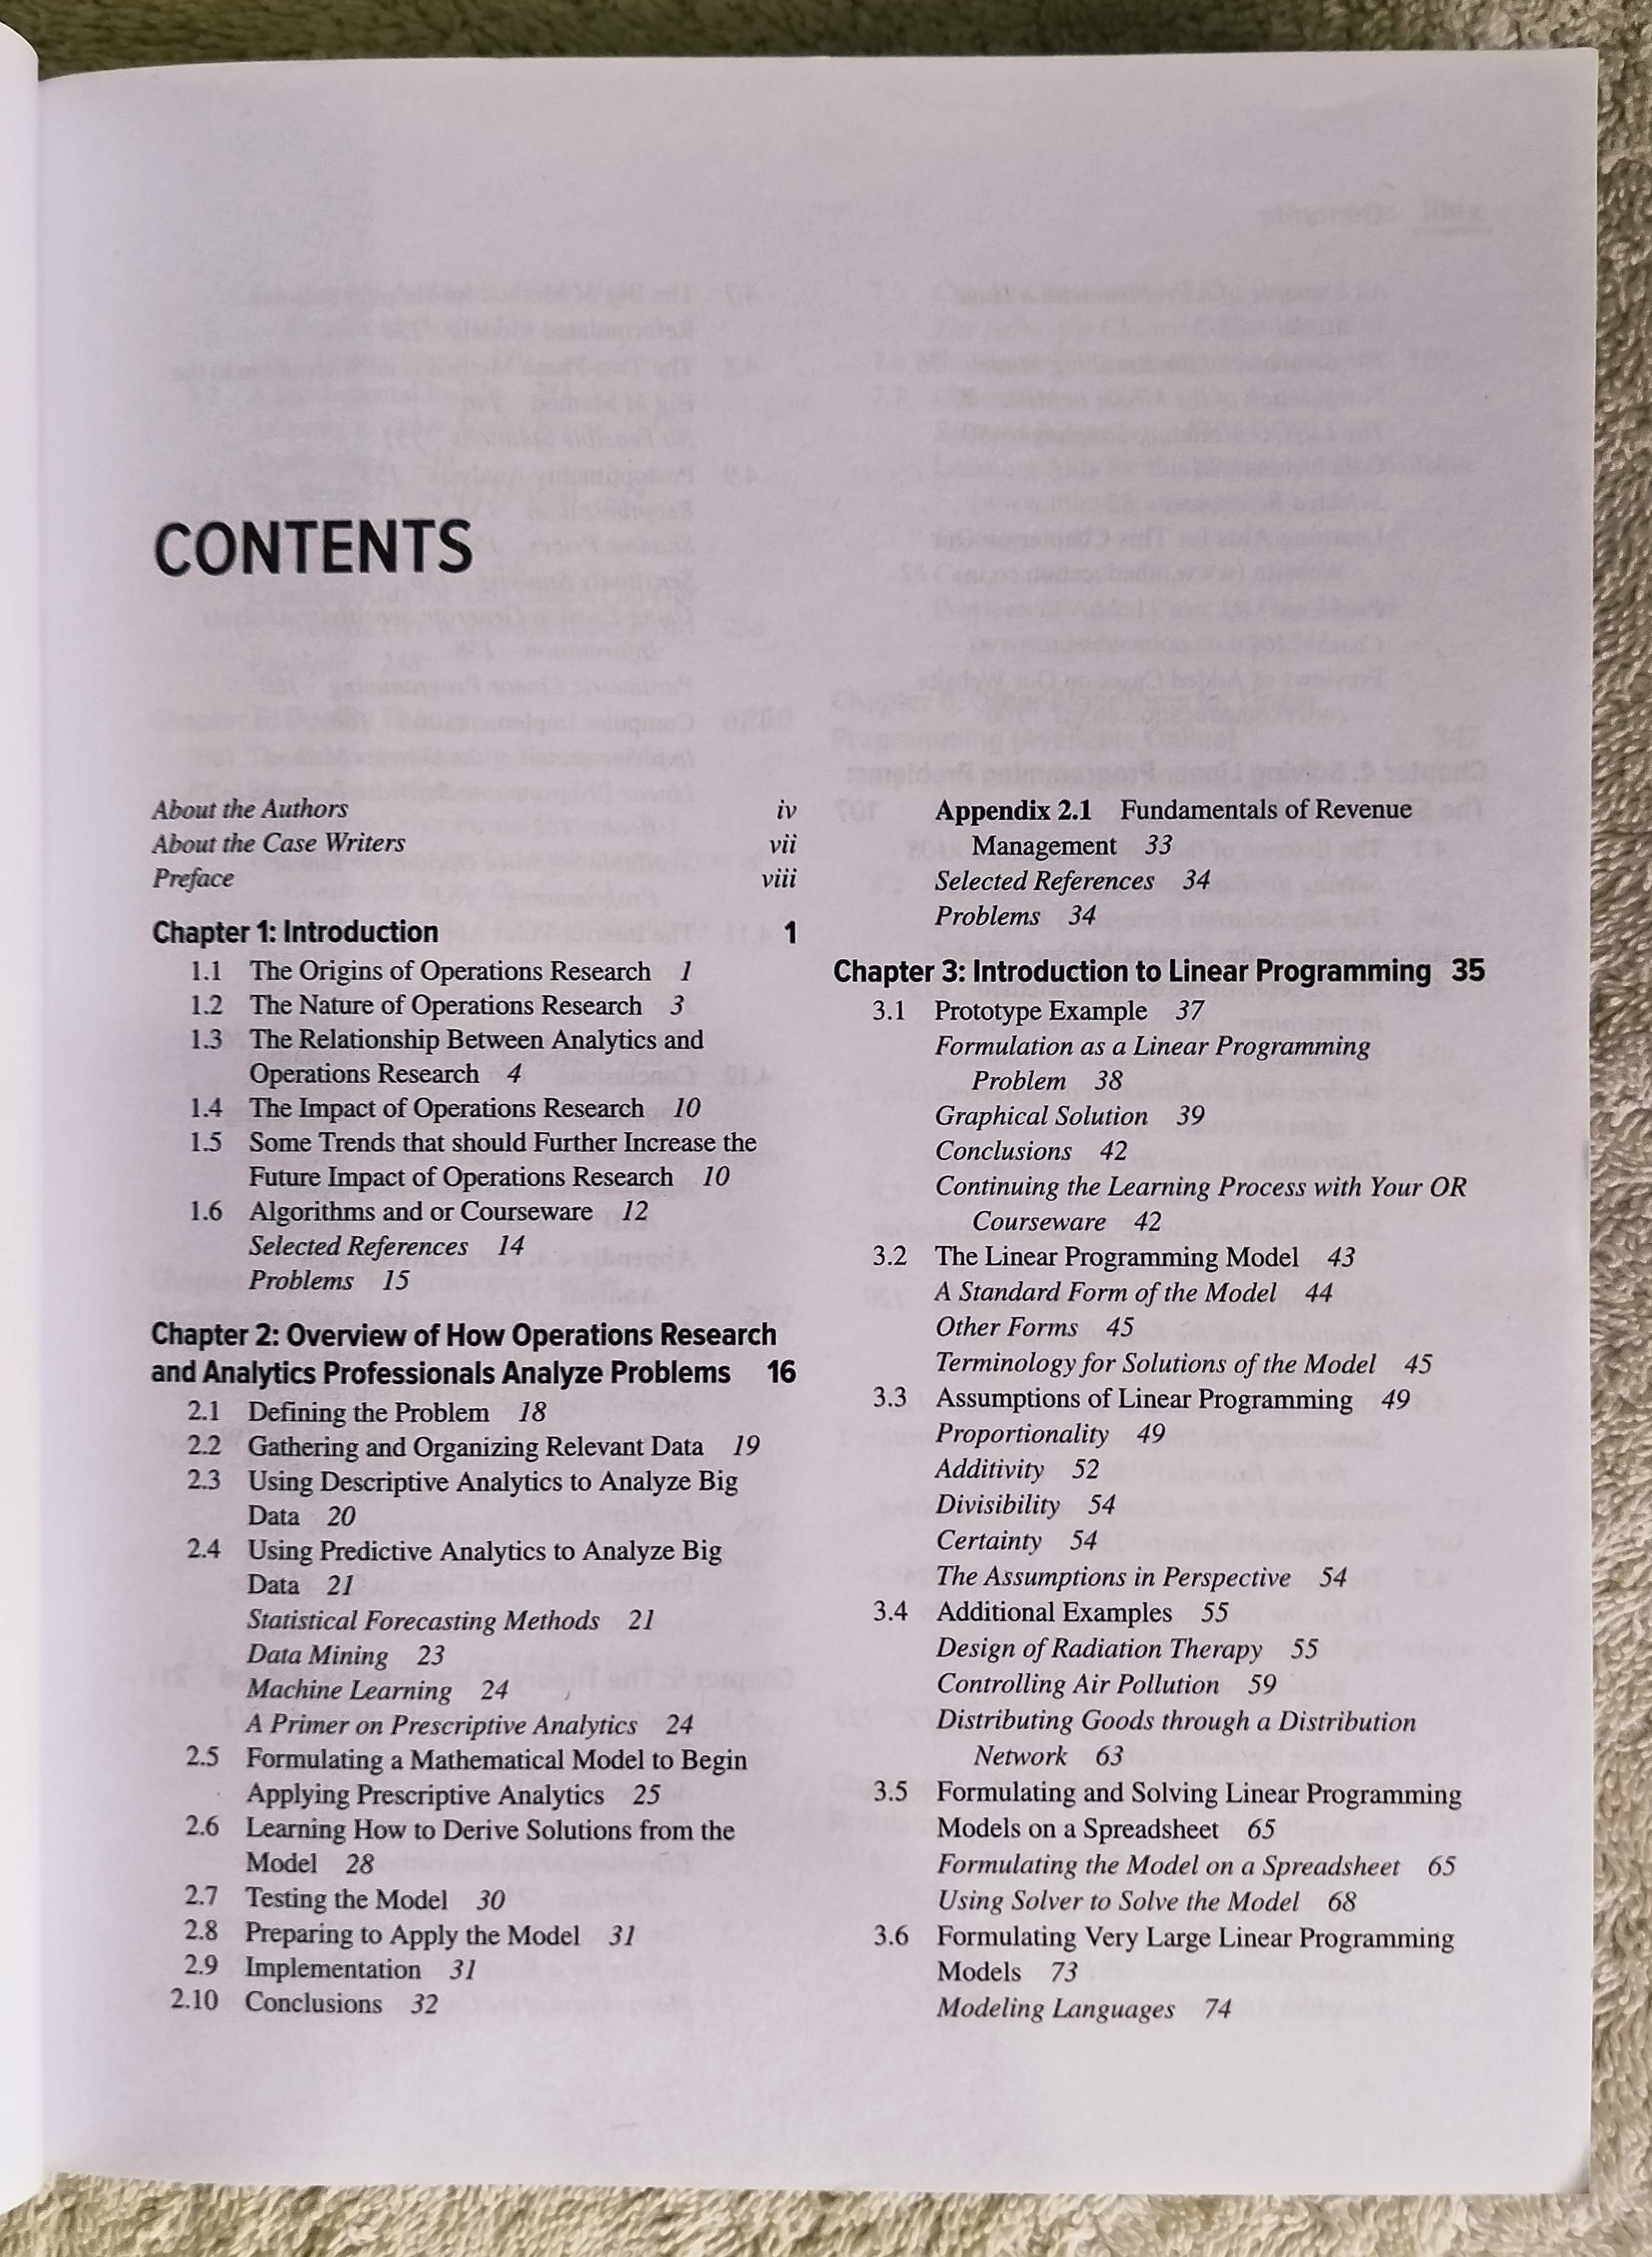 CONTENTS
About the Authors iv
About the Case Writers vii
Preface viii
Chapter 1: Introduction 1
1.1 The Origins of Operations Research 1
1.2 The Nature of Operations Research 3
1.3 The Relationship Between Analytics and
Operations Research 4
1.4 The Impact of Operations Research 10
1.5 Some Trends that should Further Increase the
Future Impact of Operations Research 10
1.6 Algorithms and or Courseware 12
Selected References 14
Problems 15
Chapter 2: Overview of How Operations Research
and Analytics Professionals Analyze Problems 16
2.1 Defining the Problem 18
2.2 Gathering and Organizing Relevant Data 19
2.3 Using Descriptive Analytics to Analyze Big
Data 20
2.4 Using Predictive Analytics to Analyze Big
Data 21
Statistical Forecasting Methods 21
Data Mining 23
Machine Learning 24
A Primer on Prescriptive Analytics 24
2.5 Formulating a Mathematical Model to Begin
Applying Prescriptive Analytics 25
2.6 Learning How to Derive Solutions from the
Model 28
2.7 Testing the Model 30
2.8 Preparing to Apply the Model 31
2.9 Implementation 31
2.10 Conclusions 32
Appendix 2.1 Fundamentals of Revenue
Management 33
Selected References 34
Problems 34
Chapter 3: Introduction to Linear Programming 35
3.1 Prototype Example 37
Formulation as a Linear Programming
Problem 38
Graphical Solution 39
Conclusions 42
Continuing the Learning Process with Your OR
Courseware 42
3.2 The Linear Programming Model 43
A Standard Form of the Model 44
Other Forms 45
Terminology for Solutions of the Model 45
3.3 Assumptions of Linear Programming 49
Proportionality 49
Additivity 52
Divisibility 54
Certainty 54
The Assumptions in Perspective 54
3.4 Additional Examples 55
Design of Radiation Therapy 55
Controlling Air Pollution 59
Distributing Goods through a Distribution
Network 63
3.5 Formulating and Solving Linear Programming
Models on a Spreadsheet 65
Formulating the Model on a Spreadsheet 65
Using Solver to Solve the Model 68
3.6 Formulating Very Large Linear Programming
Models 73
Modeling Languages 74